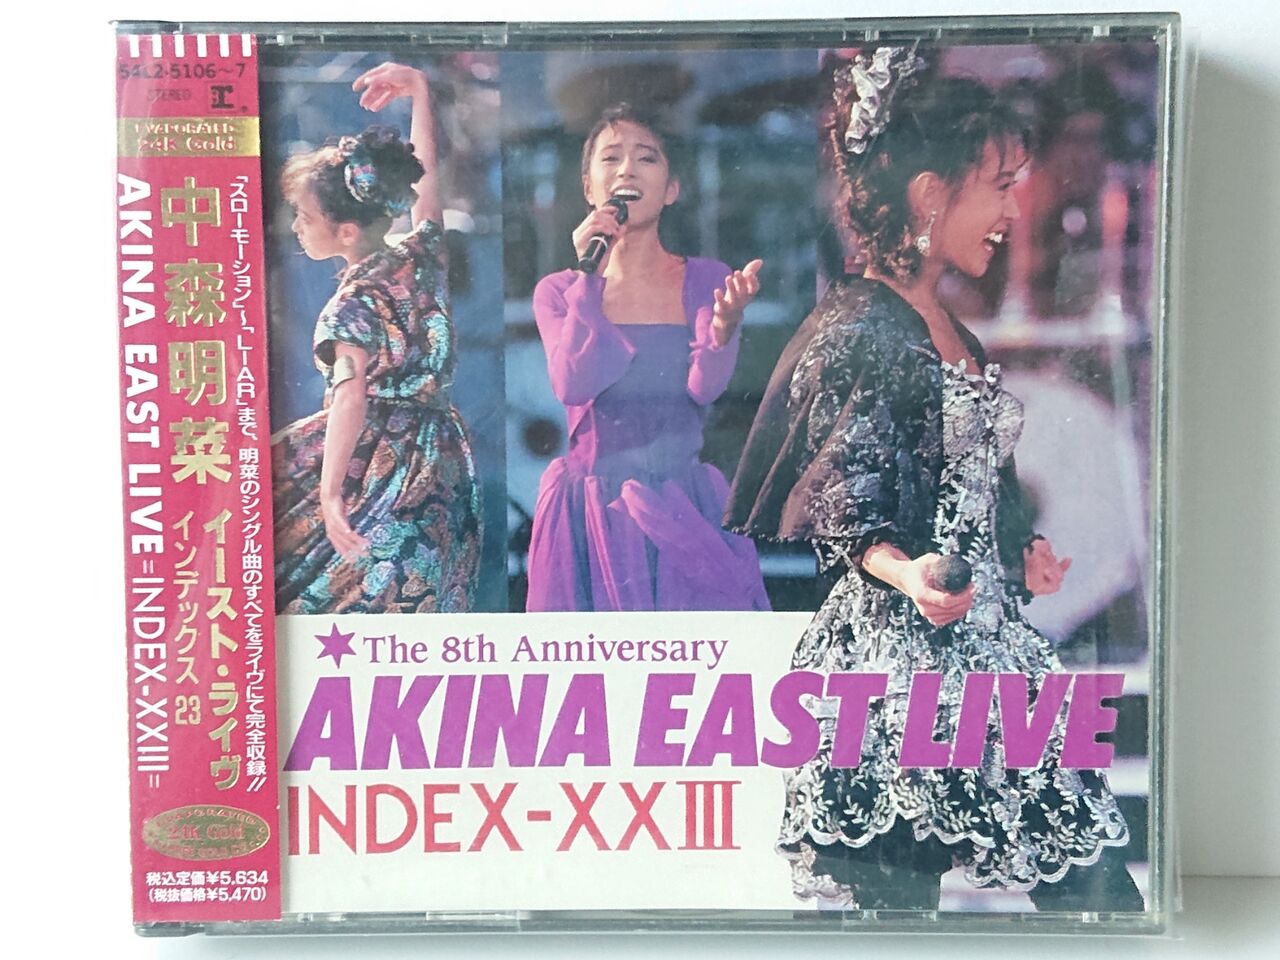 54L2-5106〜7
STEREO
EVAPORATED
24K Gold
「スローモーション」〜「LIAR」まで、明菜のシングル曲のすべてをライヴにて完全収録!!
中森明菜 イースト・ライヴ
インデックス23
AKINA EAST LIVE=INDEX-XXIII=
EVAPORATED
24K Gold
税込定価¥5,634
(税抜価格¥5,470)
The 8th Anniversary
AKINA EAST LIVE
INDEX-XXIII